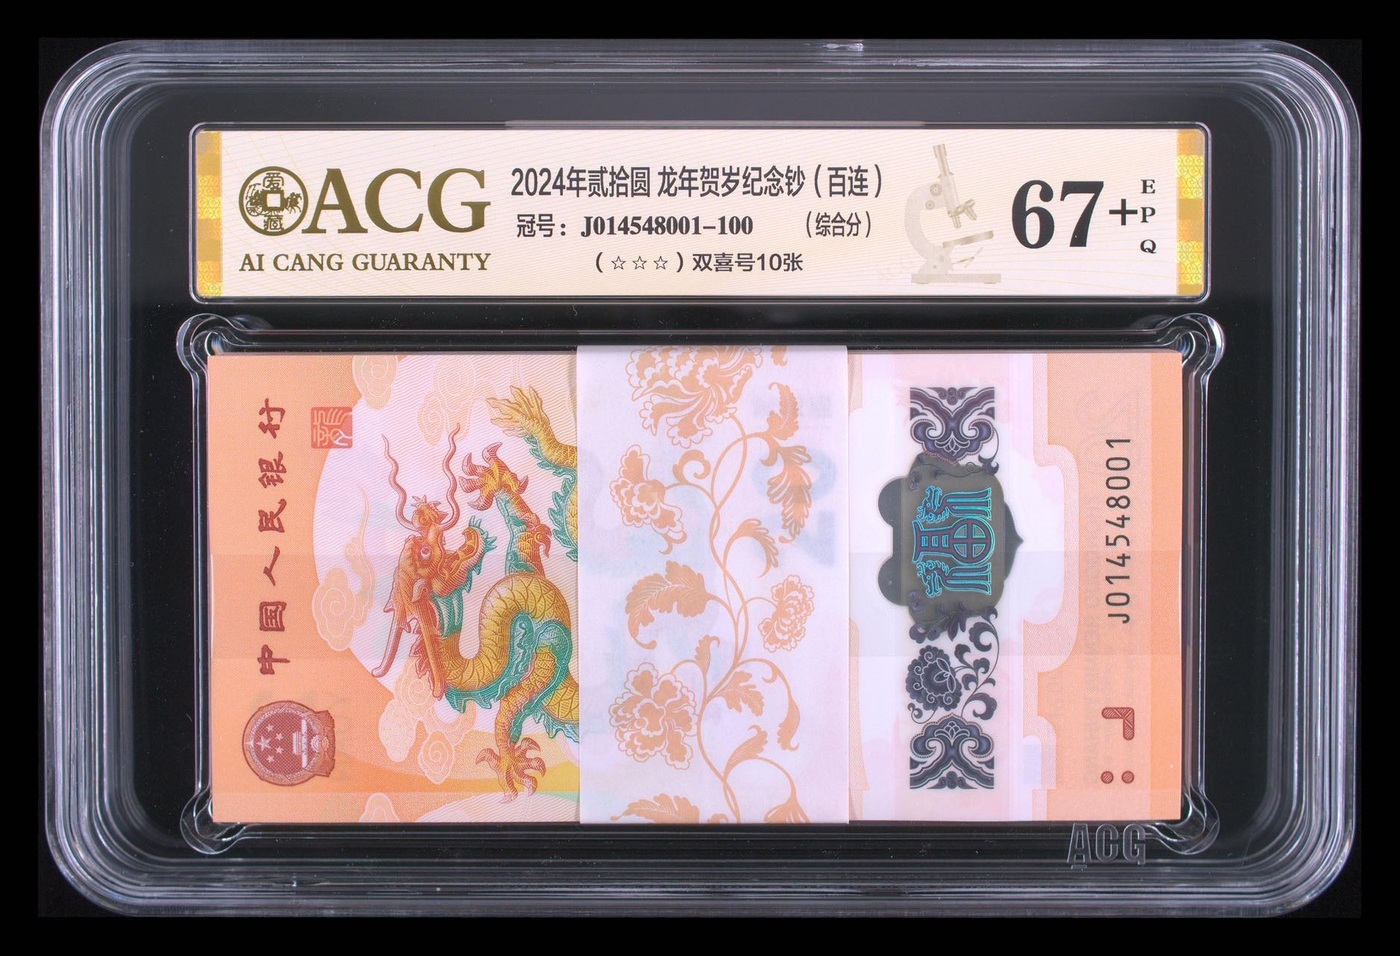 ACG
AI CANG GUARANTY
2024年贰拾圆 龙年贺岁纪念钞（百连）
冠号：J014548001-100 （综合分）
（☆☆☆）双喜号10张
67+
EPQ
中国人民银行
J014548001
ACG